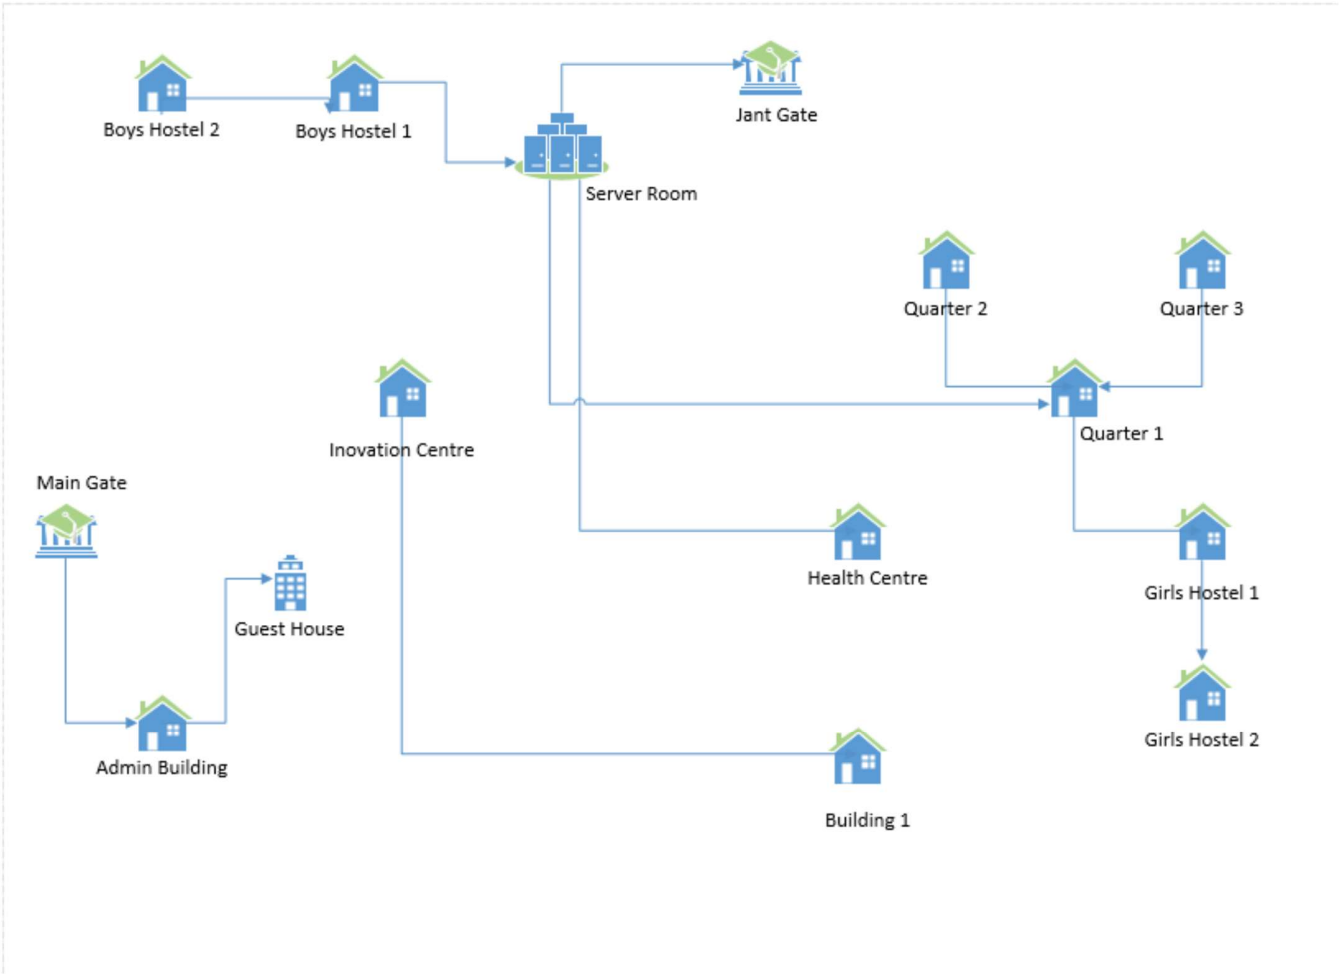 Boys Hostel 2
Boys Hostel 1
Jant Gate
Server Room
Quarter 2
Quarter 3
Quarter 1
Inovation Centre
Main Gate
Health Centre
Girls Hostel 1
Guest House
Girls Hostel 2
Admin Building
Building 1